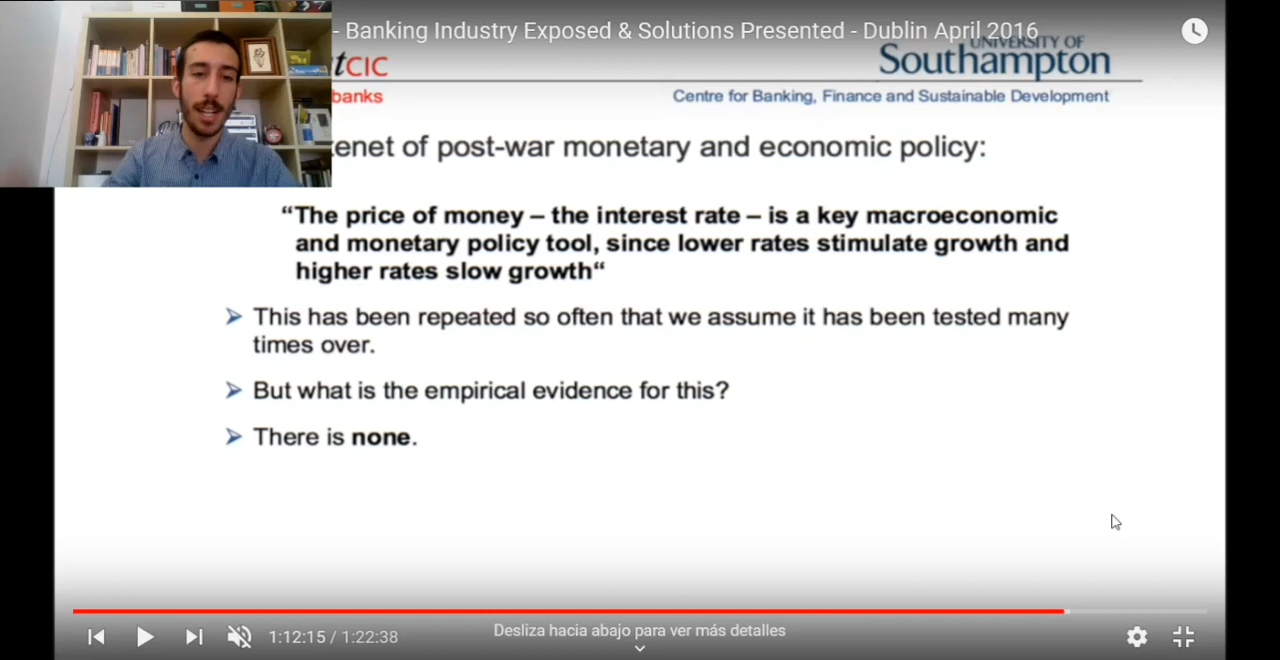 - Banking Industry Exposed & Solutions Presented - Dublin April 2016
tCIC
UNIVERSITY OF
Southampton
banks
Centre for Banking, Finance and Sustainable Development
enet of post-war monetary and economic policy:
“The price of money – the interest rate – is a key macroeconomic
and monetary policy tool, since lower rates stimulate growth and
higher rates slow growth“
➢ This has been repeated so often that we assume it has been tested many
times over.
➢ But what is the empirical evidence for this?
➢ There is none.
1:12:15 / 1:22:38
Desliza hacia abajo para ver más detalles